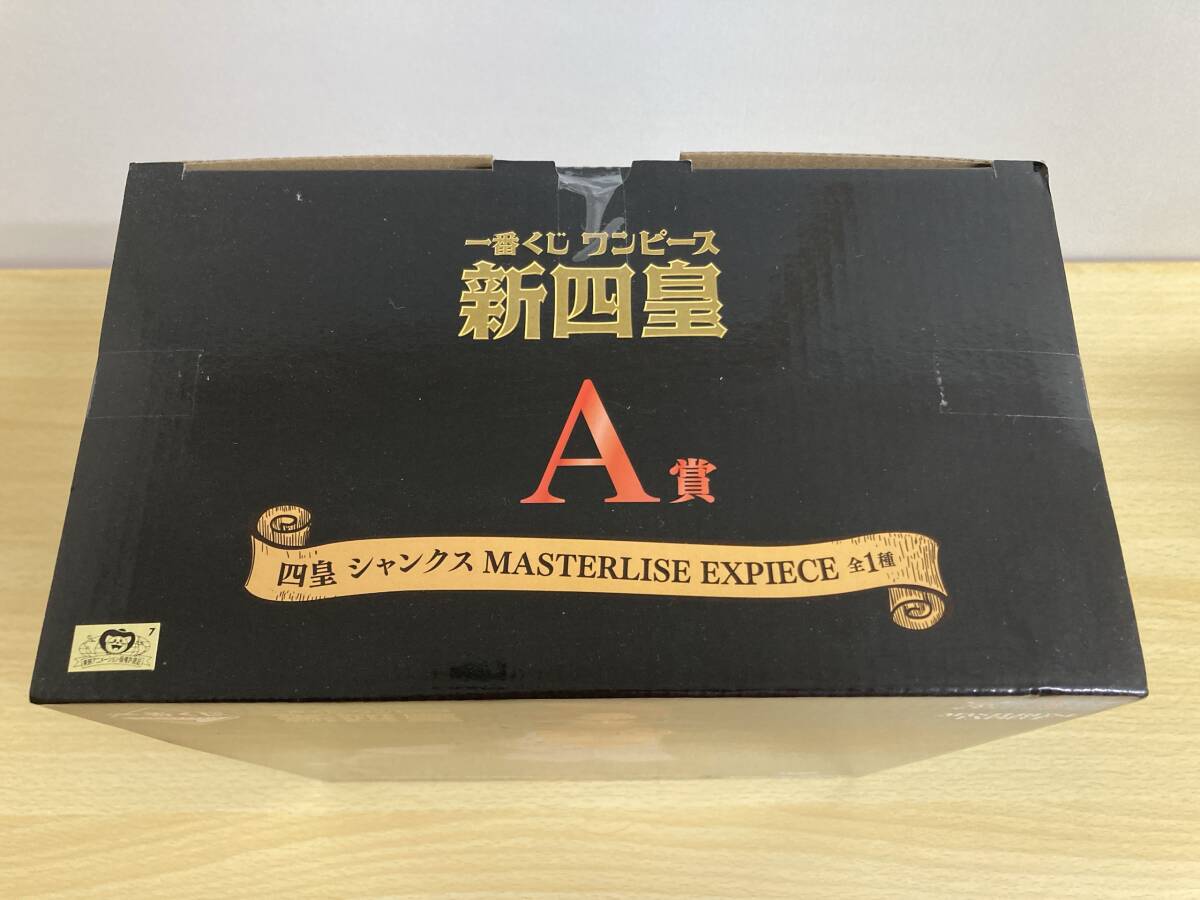 一番くじ ワンピース
新四皇
A賞
四皇 シャンクス MASTERLISE EXPIECE 全1種
7